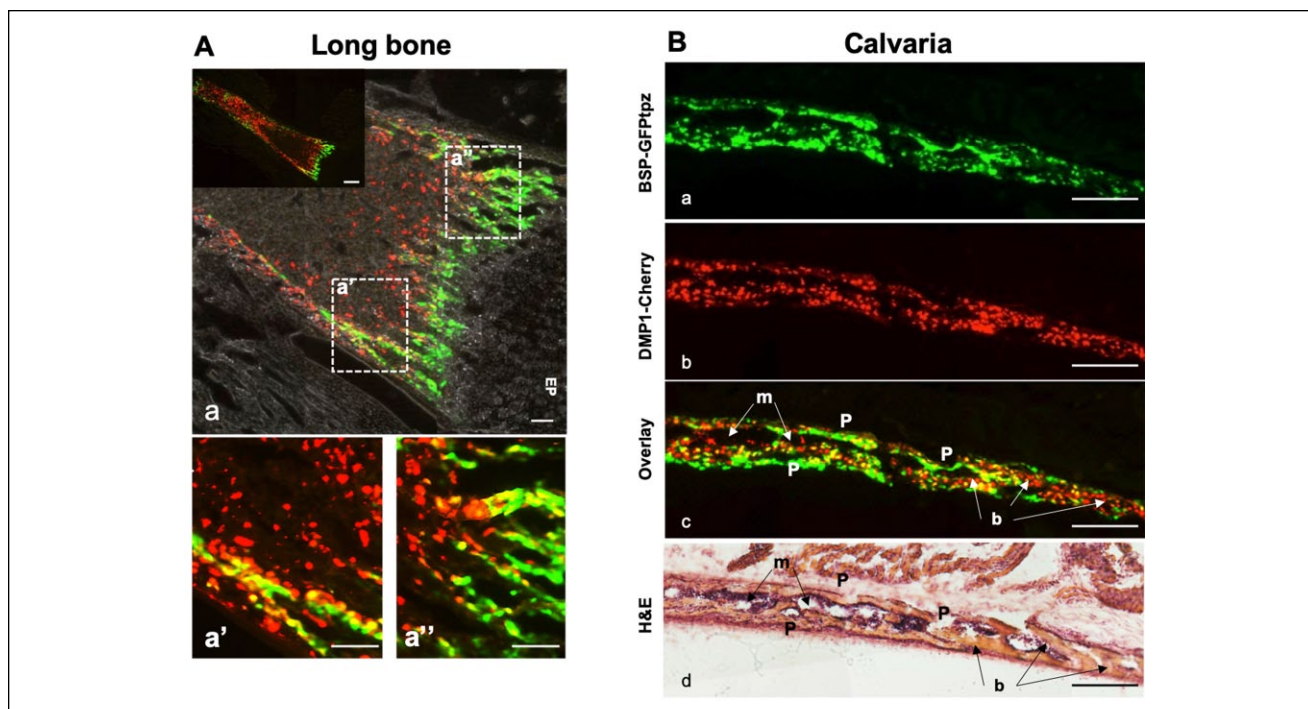 A Long bone
a''
a'
EP
a
a'
a''
B Calvaria
BSP-GFPtpz
a
DMP1-Cherry
b
Overlay
m
P
P
P
b
c
H&E
m
P
P
P
b
d